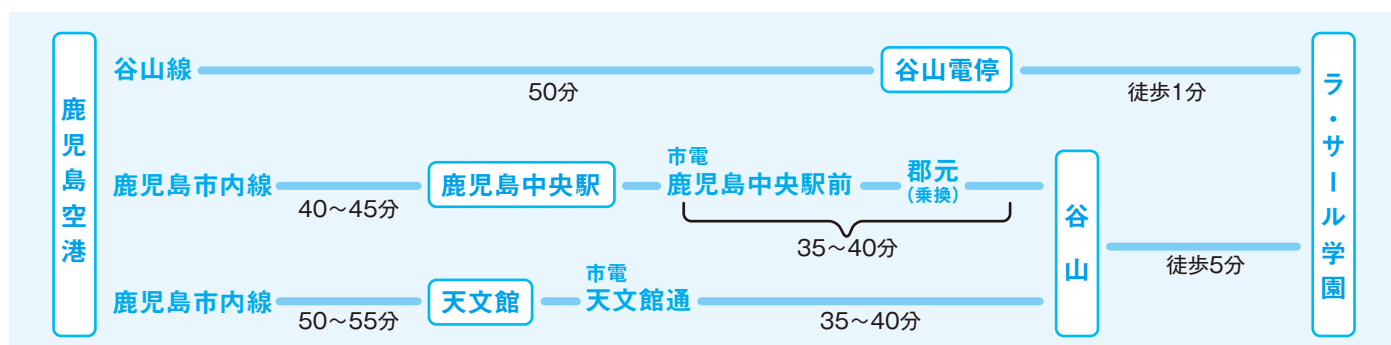 鹿児島空港
谷山線
50分
谷山電停
徒歩1分
ラ・サール学園
鹿児島市内線
40〜45分
鹿児島中央駅
市電
鹿児島中央駅前
郡元
(乗換)
35〜40分
谷山
徒歩5分
鹿児島市内線
50〜55分
天文館
市電
天文館通
35〜40分